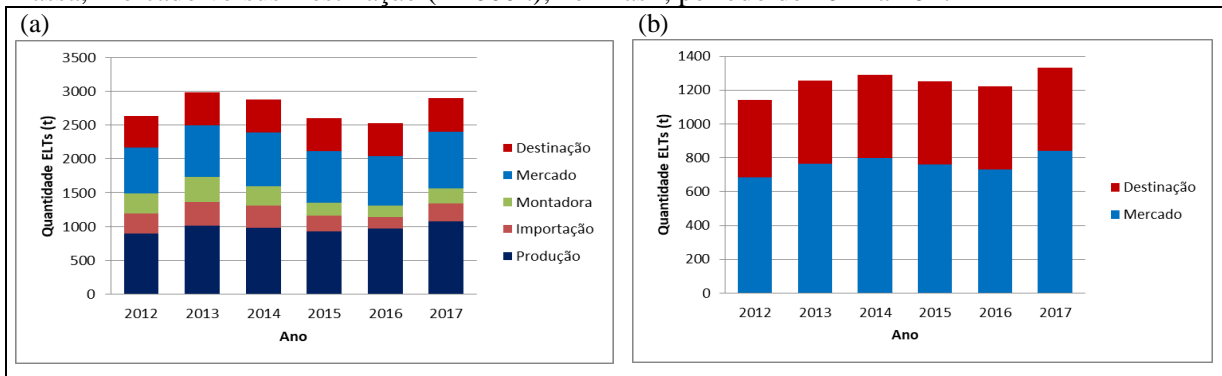 (a)
3500
3000
2500
2000
1500
1000
500
0
Quantidade ELTs (t)
2012 2013 2014 2015 2016 2017
Ano
Destinação
Mercado
Montadora
Importação
Produção
(b)
1400
1200
1000
800
600
400
200
0
Quantidade ELTs (t)
2012 2013 2014 2015 2016 2017
Ano
Destinação
Mercado